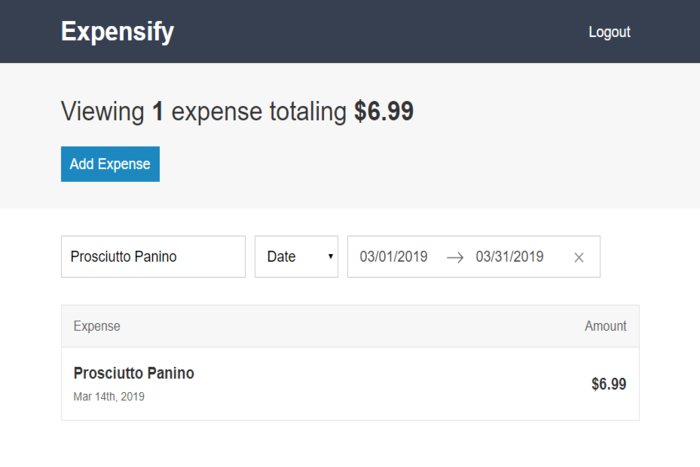 Expensify
Logout
Viewing 1 expense totaling $6.99
Add Expense
Prosciutto Panino
Date
03/01/2019
03/31/2019
Expense
Amount
Prosciutto Panino
$6.99
Mar 14th, 2019